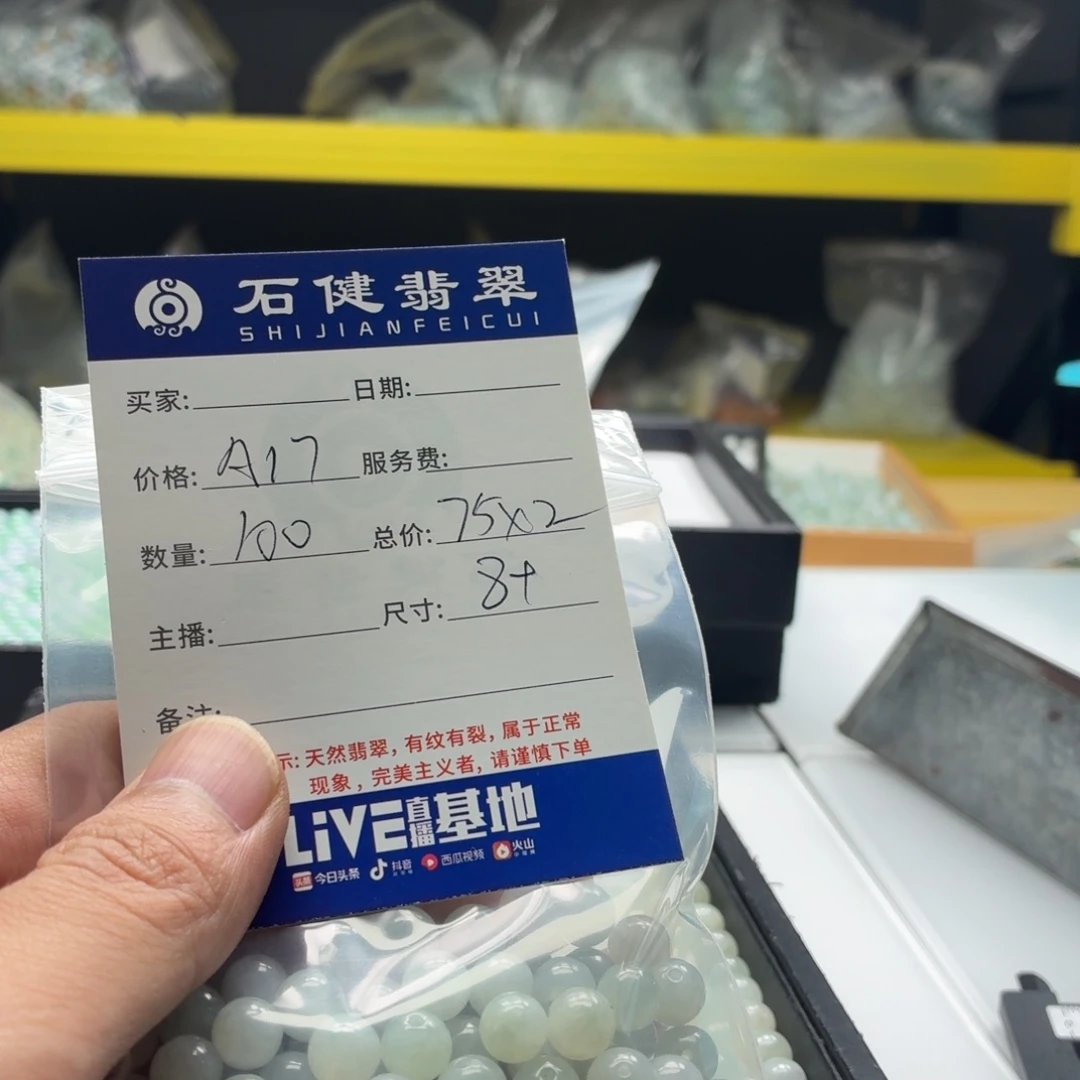 石健翡翠
SHIJIANFEICUI
买家: 日期:
价格: A17 服务费:
数量: 100 总价: 75x2
主播: 尺寸: 8+
备注:
示: 天然翡翠, 有纹有裂, 属于正常
现象, 完美主义者, 请谨慎下单
LiVE直播基地
头条 今日头条 抖音 西瓜视频 火山